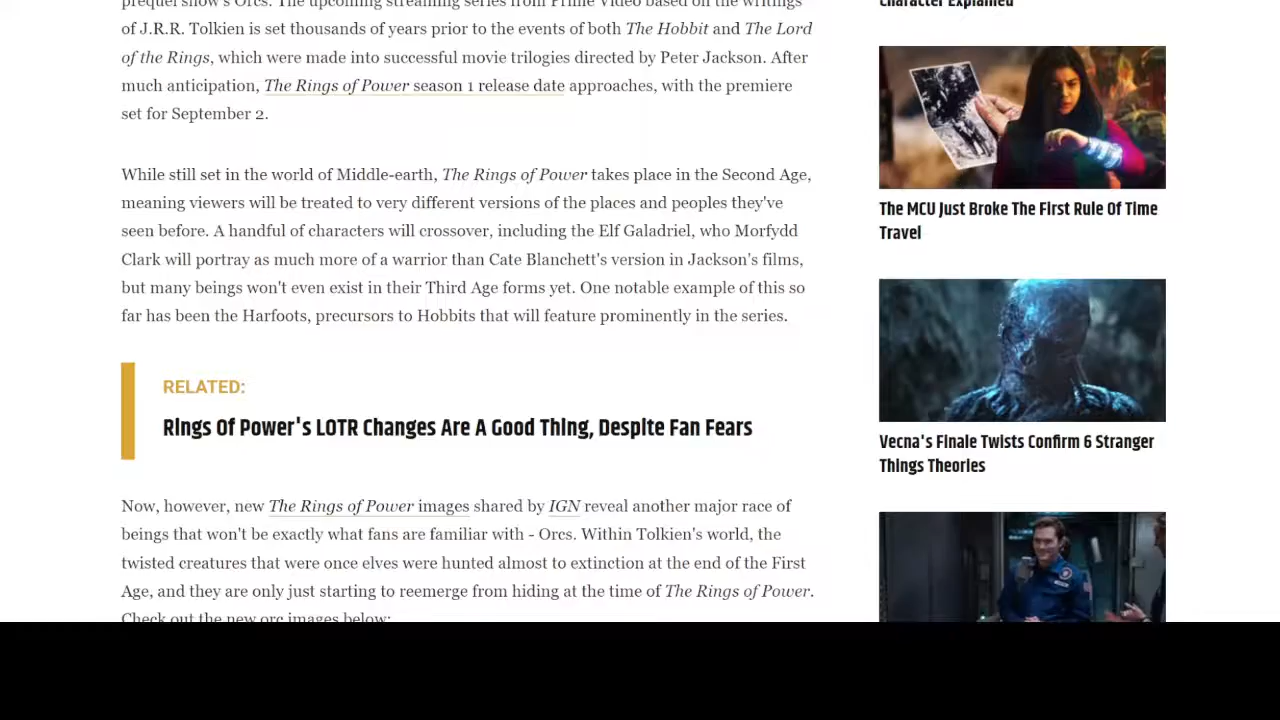 prequel show's Orcs. The upcoming streaming series from Prime Video based on the writings
of J.R.R. Tolkien is set thousands of years prior to the events of both The Hobbit and The Lord
of the Rings, which were made into successful movie trilogies directed by Peter Jackson. After
much anticipation, The Rings of Power season 1 release date approaches, with the premiere
set for September 2.
While still set in the world of Middle-earth, The Rings of Power takes place in the Second Age,
meaning viewers will be treated to very different versions of the places and peoples they've
seen before. A handful of characters will crossover, including the Elf Galadriel, who Morfydd
Clark will portray as much more of a warrior than Cate Blanchett's version in Jackson's films,
but many beings won't even exist in their Third Age forms yet. One notable example of this so
far has been the Harfoots, precursors to Hobbits that will feature prominently in the series.
RELATED:
Rings Of Power's LOTR Changes Are A Good Thing, Despite Fan Fears
Now, however, new The Rings of Power images shared by IGN reveal another major race of
beings that won't be exactly what fans are familiar with - Orcs. Within Tolkien's world, the
twisted creatures that were once elves were hunted almost to extinction at the end of the First
Age, and they are only just starting to reemerge from hiding at the time of The Rings of Power.
Check out the new orc images below:
Character Explained
The MCU Just Broke The First Rule Of Time
Travel
Vecna's Finale Twists Confirm 6 Stranger
Things Theories